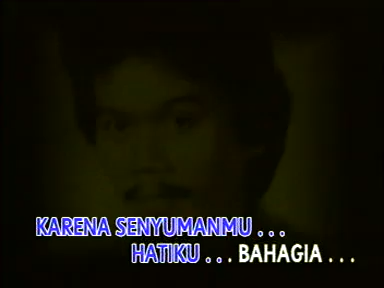 KARENA SENYUMANMU . . .
HATIKU . . . BAHAGIA . . .